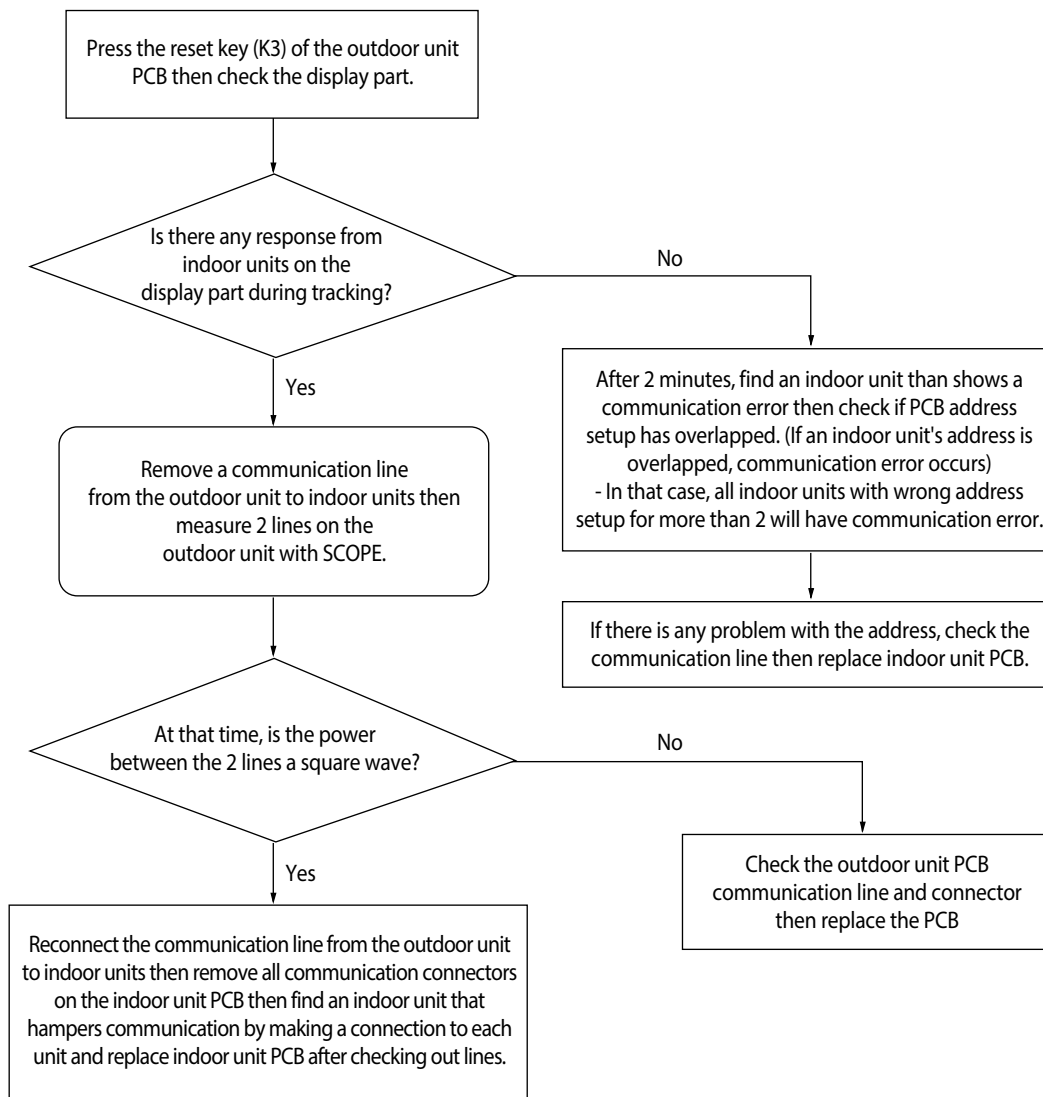 Press the reset key (K3) of the outdoor unit
PCB then check the display part.
Is there any response from
indoor units on the
display part during tracking?
No
Yes
After 2 minutes, find an indoor unit than shows a
communication error then check if PCB address
setup has overlapped. (If an indoor unit's address is
overlapped, communication error occurs)
- In that case, all indoor units with wrong address
setup for more than 2 will have communication error.
Remove a communication line
from the outdoor unit to indoor units then
measure 2 lines on the
outdoor unit with SCOPE.
If there is any problem with the address, check the
communication line then replace indoor unit PCB.
At that time, is the power
between the 2 lines a square wave?
No
Yes
Check the outdoor unit PCB
communication line and connector
then replace the PCB
Reconnect the communication line from the outdoor unit
to indoor units then remove all communication connectors
on the indoor unit PCB then find an indoor unit that
hampers communication by making a connection to each
unit and replace indoor unit PCB after checking out lines.